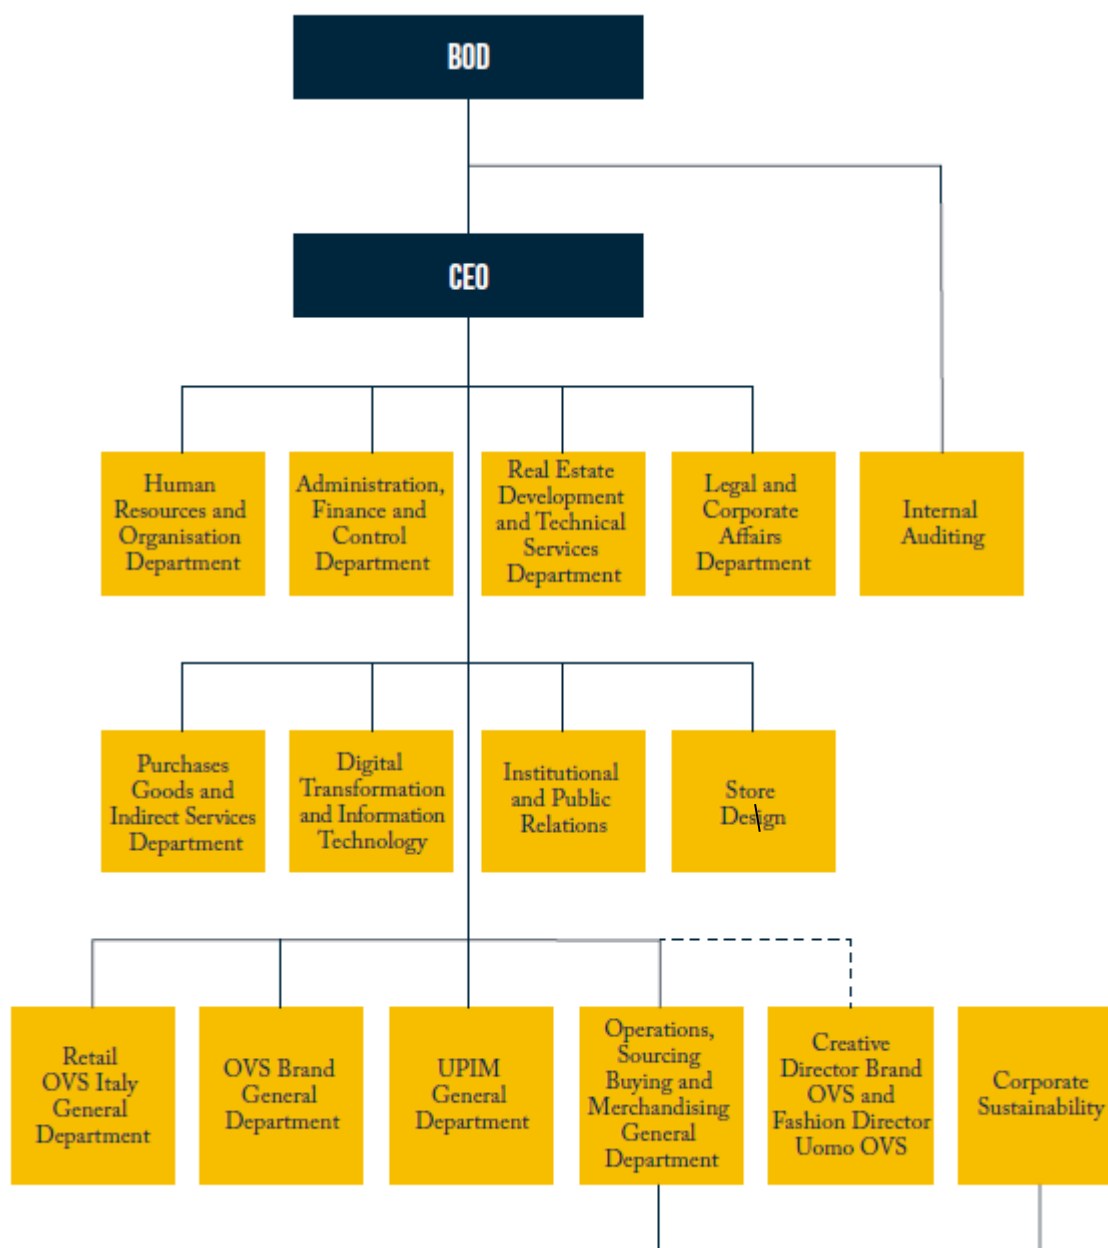 BOD
CEO
Human
Resources and
Organisation
Department
Administration,
Finance and
Control
Department
Real Estate
Development
and Technical
Services
Department
Legal and
Corporate
Affairs
Department
Internal
Auditing
Purchases
Goods and
Indirect Services
Department
Digital
Transformation
and Information
Technology
Institutional
and Public
Relations
Store
Design
Retail
OVS Italy
General
Department
OVS Brand
General
Department
UPIM
General
Department
Operations,
Sourcing
Buying and
Merchandising
General
Department
Creative
Director Brand
OVS and
Fashion Director
Uomo OVS
Corporate
Sustainability